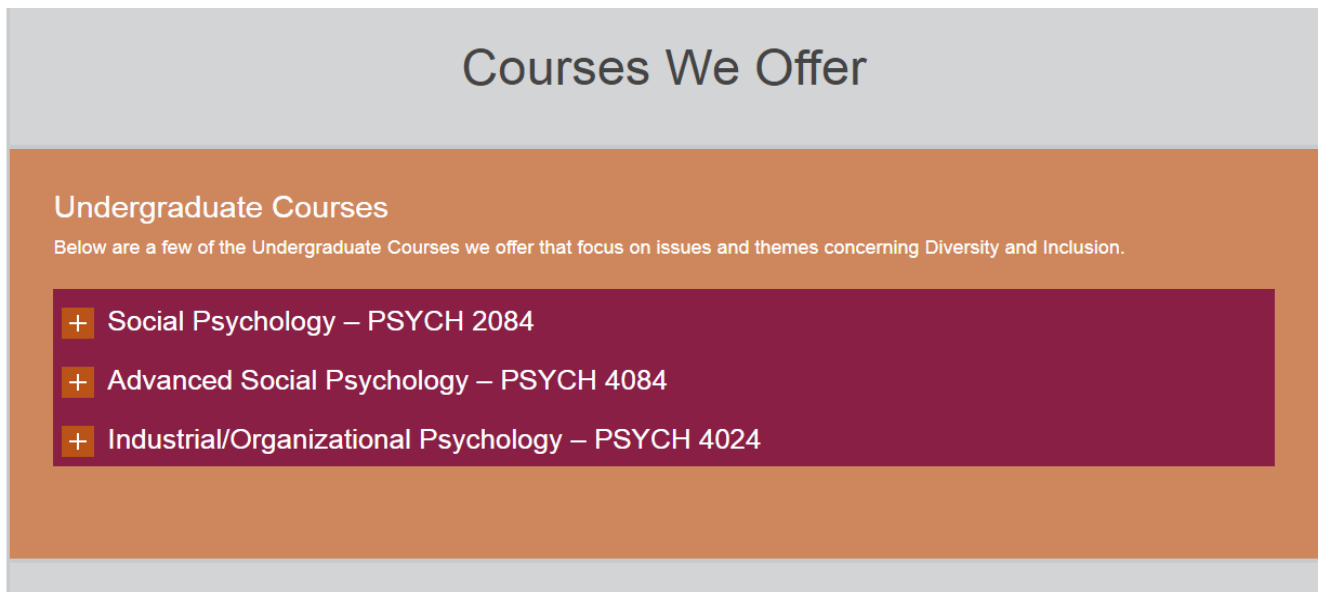 Courses We Offer
Undergraduate Courses
Below are a few of the Undergraduate Courses we offer that focus on issues and themes concerning Diversity and Inclusion.
Social Psychology – PSYCH 2084
Advanced Social Psychology – PSYCH 4084
Industrial/Organizational Psychology – PSYCH 4024